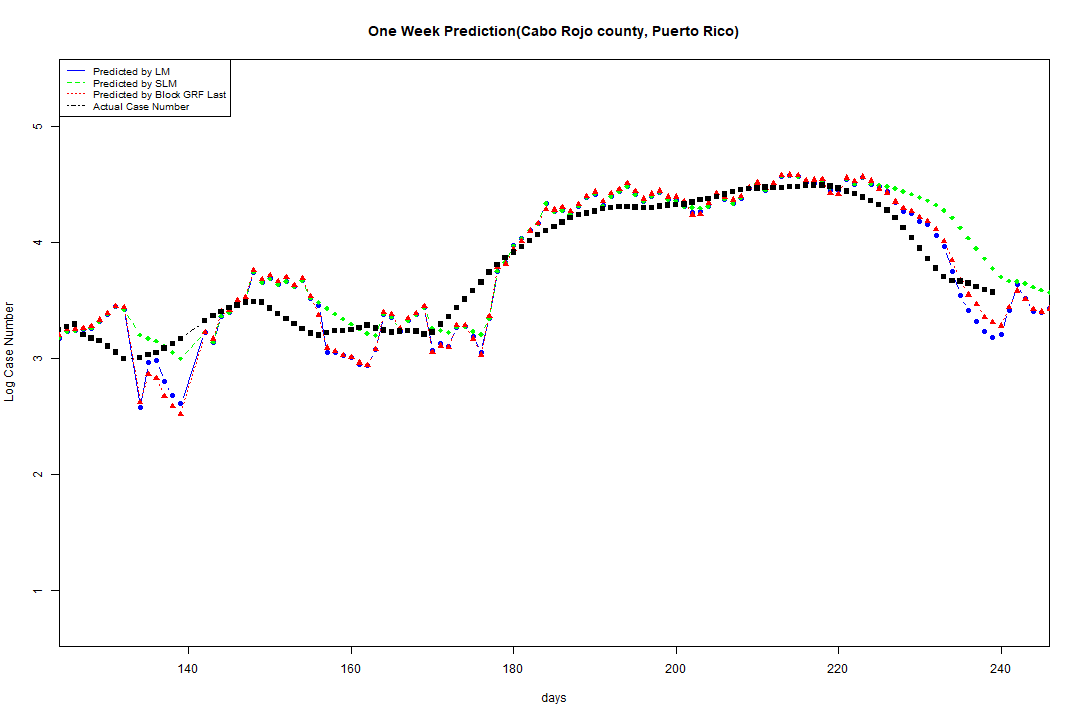 One Week Prediction(Cabo Rojo county, Puerto Rico)
Predicted by LM
Predicted by SLM
Predicted by Block GRF Last
Actual Case Number
5
4
3
2
1
Log Case Number
140 160 180 200 220 240
days